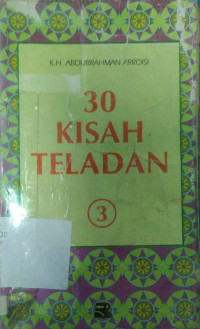 K.H. ABDURRAHMAN ARROISI
30
KISAH
TELADAN
3